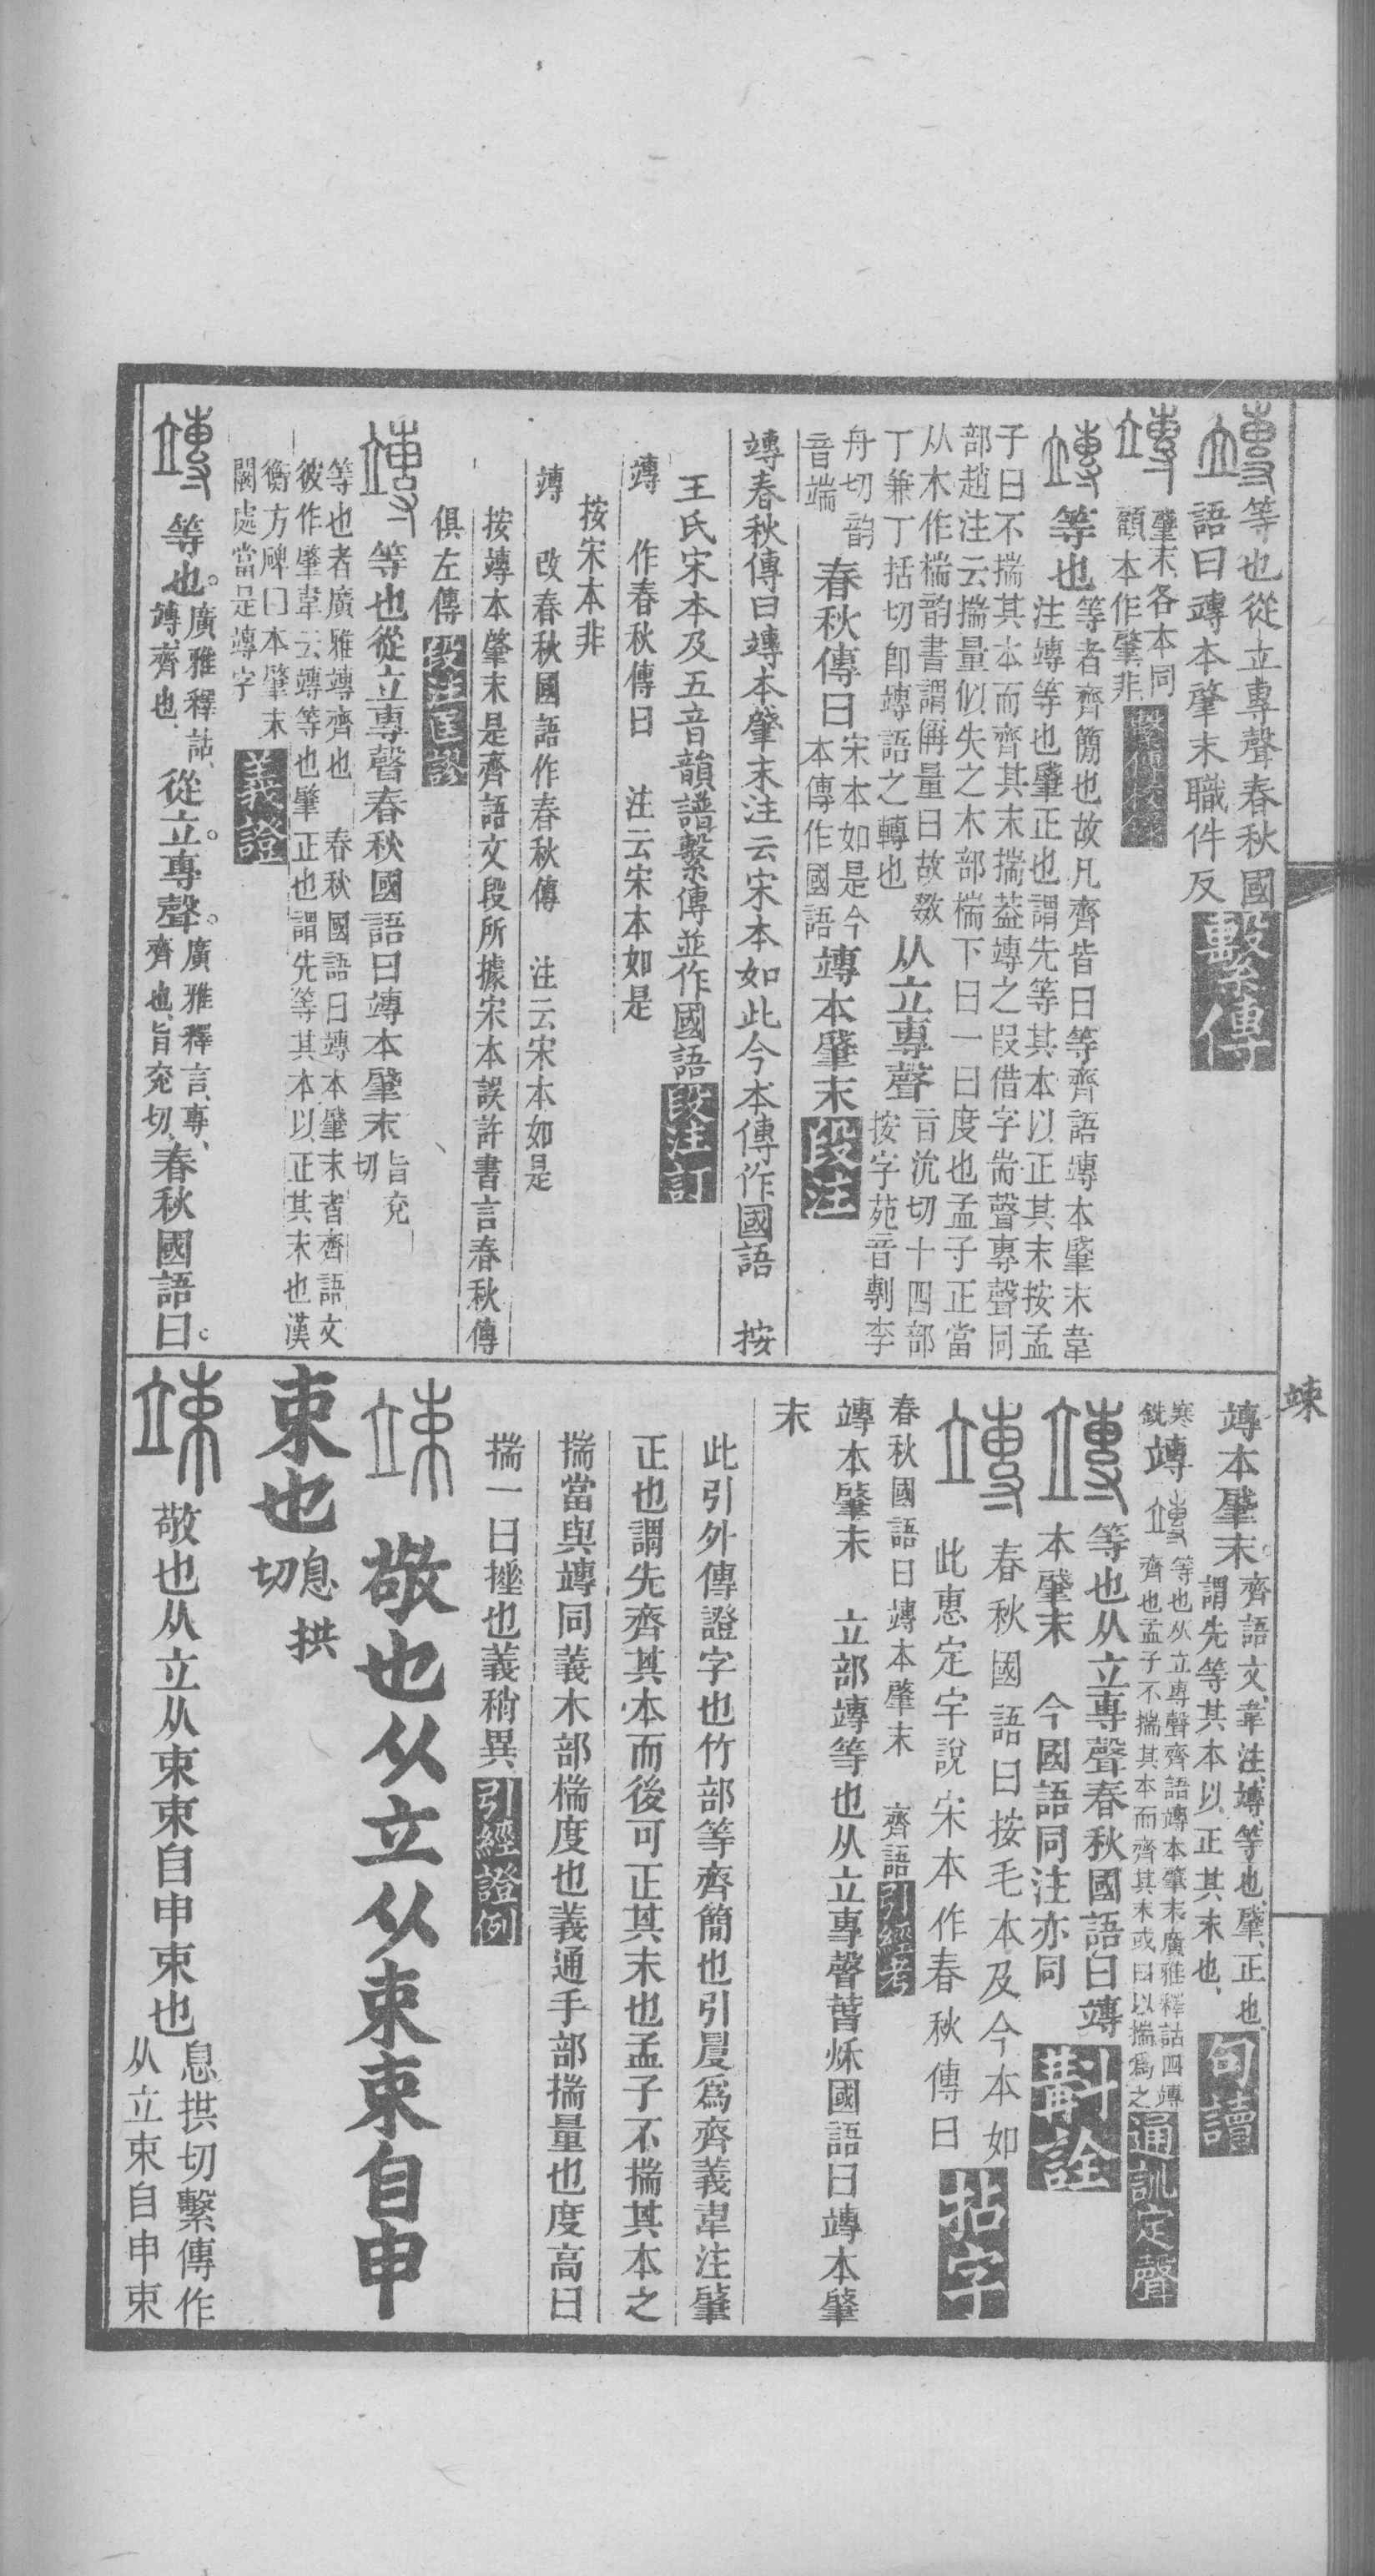 竱等也從立專聲春秋國
語曰竱本肇末職件反繫傳
竱肇末各本同
顧本作肈非繫傳校錄
竱等也等者齊簡也故凡齊皆曰等齊語竱本肇末韋
注竱等也肇正也謂先等其本以正其末按孟
子曰不揣其本而齊其末揣葢竱之叚借字耑聲專聲同
部趙注云揣量似失之木部椯下曰一曰度也孟子正當
从木作椯韵書謂㒓量曰故敪
丁兼丁括切卽竱語之轉也从立專聲旨沇切十四部
按字苑音剸李
舟切韵
音端春秋傳曰宋本如是今
本傳作國語竱本肇末段注
竱春秋傳曰竱本肇末注云宋本如此今本傳作國語 按
王氏宋本及五音韻譜繫傳並作國語段注訂
竱 作春秋傳曰 注云宋本如是
按宋本非
竱 改春秋國語作春秋傳 注云宋本如是
按竱本肇末是齊語文段所據宋本誤許書言春秋傳
俱左傳段注匡謬
竱等也從立專聲春秋國語曰竱本肇末旨兖
切
等也者廣雅竱齊也 春秋國語曰竱本肇末者齊語文
彼作肇韋云竱等也肇正也謂先等其本以正其末也漢
衡方碑曰本肇末
闕處當是竱字義證
竱等也。廣雅釋詁、
竱、齊也、從立。專聲。廣雅釋言、專、
齊也、旨兖切、春秋國語曰。
竦
竱本肇末。齊語文、韋注、竱、等也、肇、正也、
謂先等其本以正其末也、句讀
寒
銑竱竱等也从立專聲齊語竱本肇末廣雅釋詁四竱
齊也孟子不揣其本而齊其末或曰以揣爲之通訓定聲
竱等也从立專聲春秋國語曰竱
本肇末 今國語同注亦同斠詮
竱春秋國語曰按毛本及今本如
此惠定宇說宋本作春秋傳曰拈字
春秋國語曰竱本肇末 齊語引經考
竱本肇末 立部竱等也从立專聲萅秌國語曰竱本肇
末
此引外傳證字也竹部等齊簡也引㫳爲齊義韋注肇
正也謂先齊其本而後可正其末也孟子不揣其本之
揣當與竱同義木部椯度也義通手部揣量也度高曰
揣一曰捶也義稍異引經證例
竦敬也从立从束束自申
束也息拱
切
竦敬也从立从束束自申束也息拱切繫傳作
从立束自申束